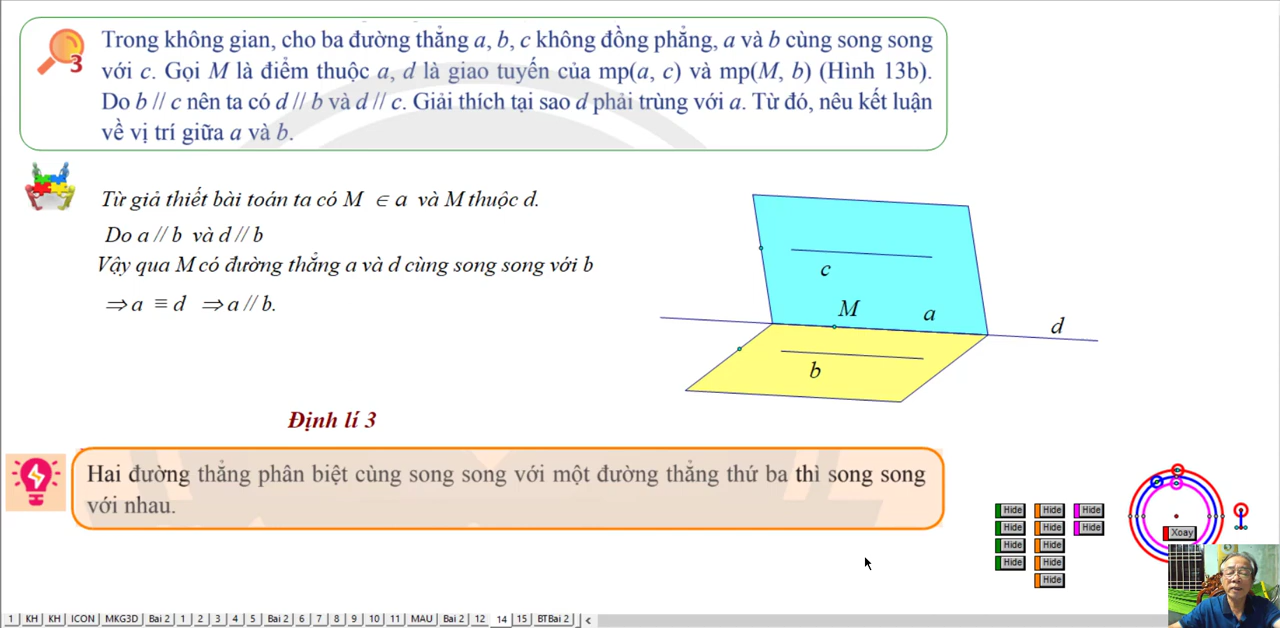 3
Trong không gian, cho ba đường thẳng a, b, c không đồng phẳng, a và b cùng song song
với c. Gọi M là điểm thuộc a, d là giao tuyến của mp(a, c) và mp(M, b) (Hình 13b).
Do b // c nên ta có d // b và d // c. Giải thích tại sao d phải trùng với a. Từ đó, nêu kết luận
về vị trí giữa a và b.
Từ giả thiết bài toán ta có M ∈ a và M thuộc d.
Do a // b và d // b
Vậy qua M có đường thẳng a và d cùng song song với b
⇒ a ≡ d ⇒ a // b.
c
M
a
d
b
Định lí 3
Hai đường thẳng phân biệt cùng song song với một đường thẳng thứ ba thì song song
với nhau.
Hide Hide Hide
Hide Hide Hide
Hide Hide
Hide Hide
Hide
Xoay
1 KH KH ICON MKG3D Bai 2 1 2 3 4 5 Bai 2 6 7 8 9 10 11 MAU Bai 2 12 14 15 BTBai 2